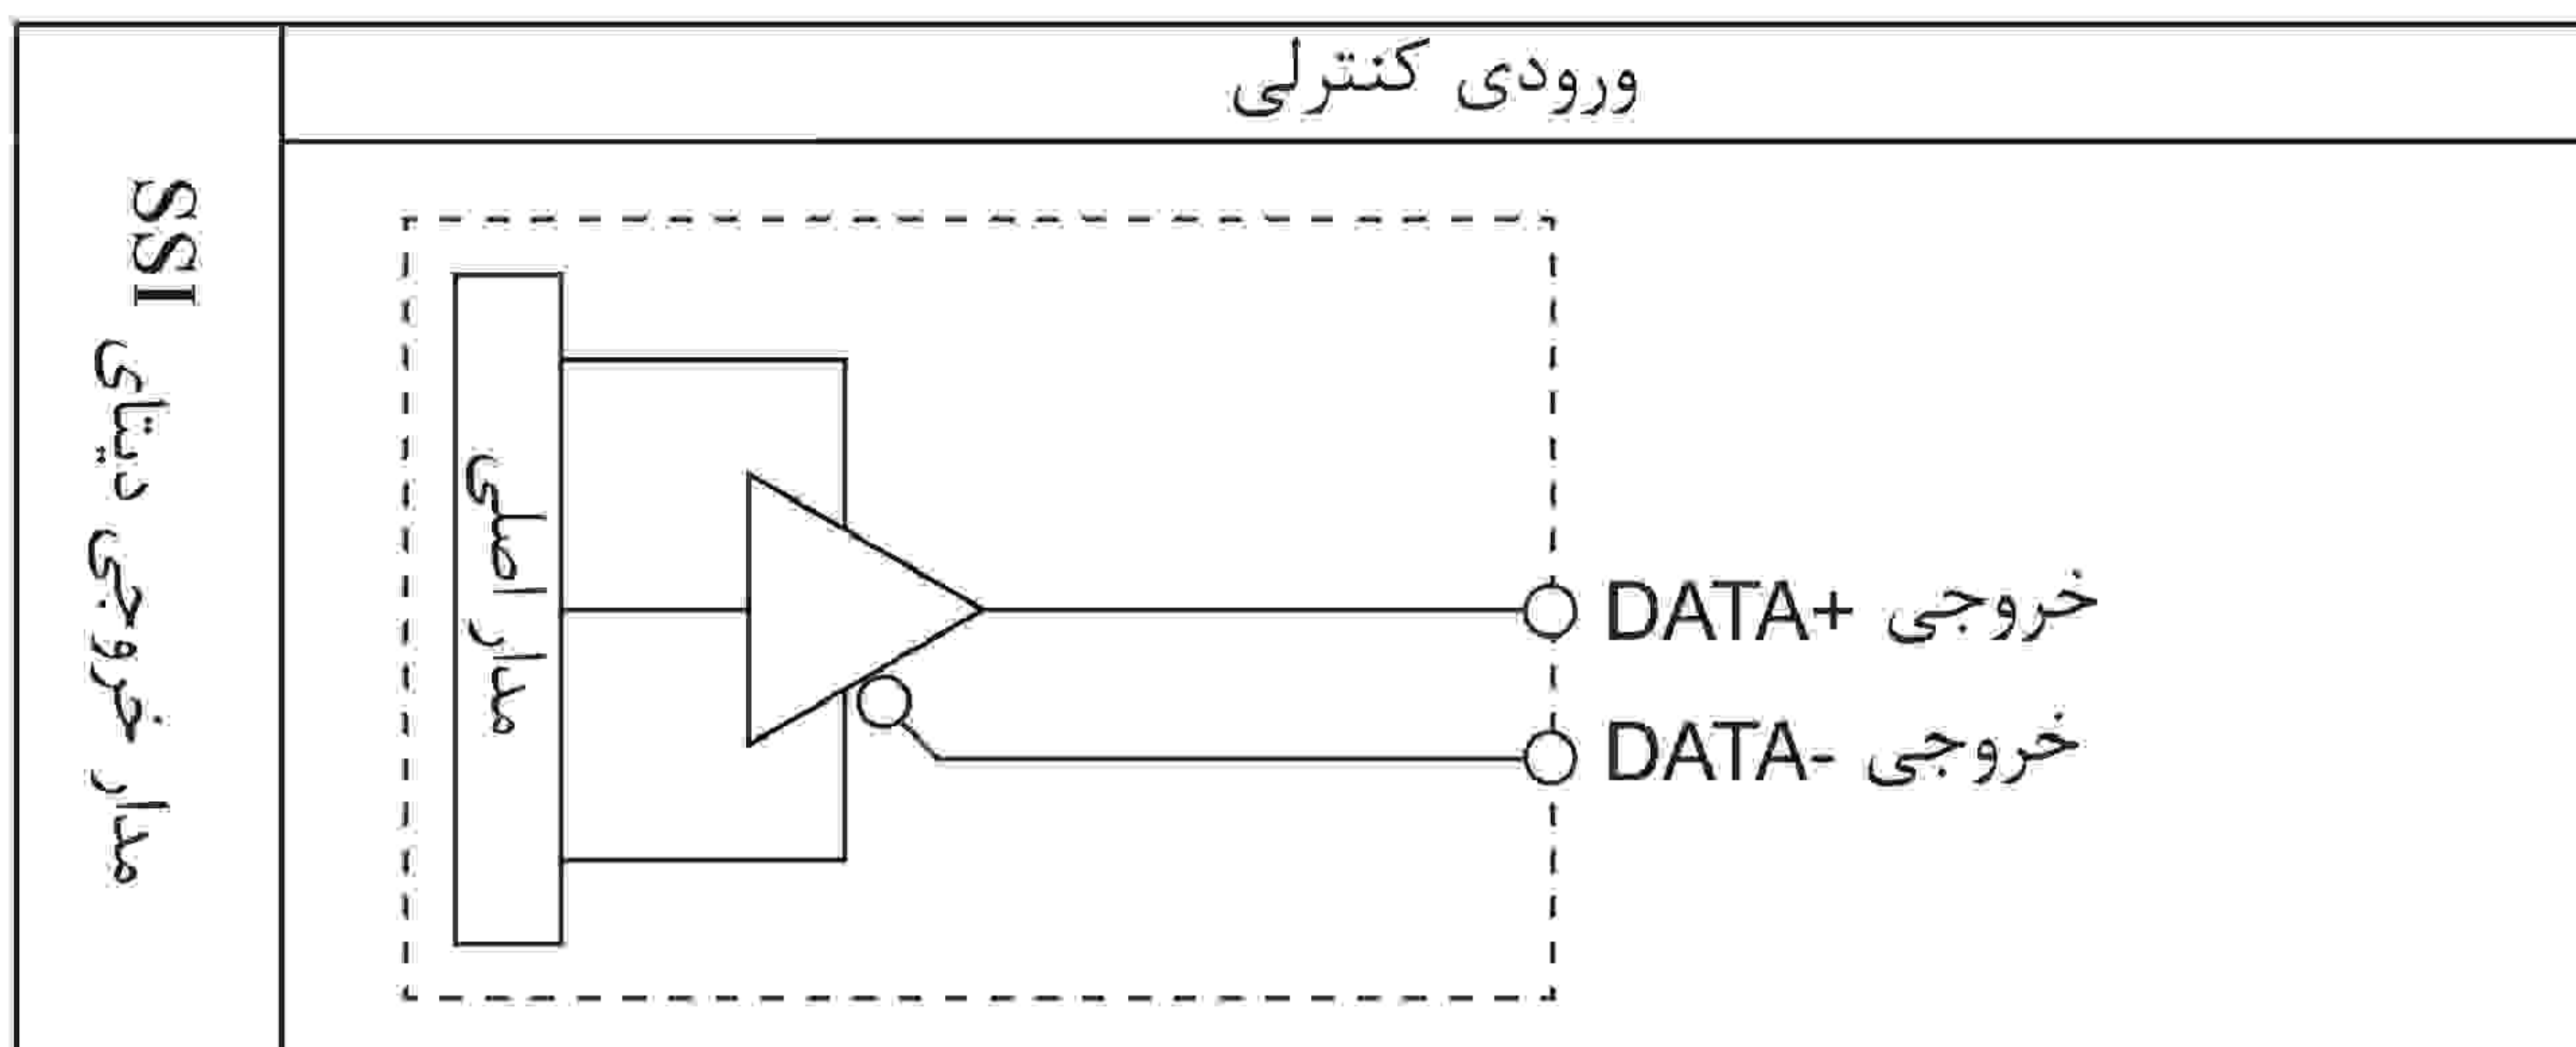 ورودی کنترلی
مدار خروجی دیتای SSI
مدار اصلی
خروجی DATA+
خروجی DATA-